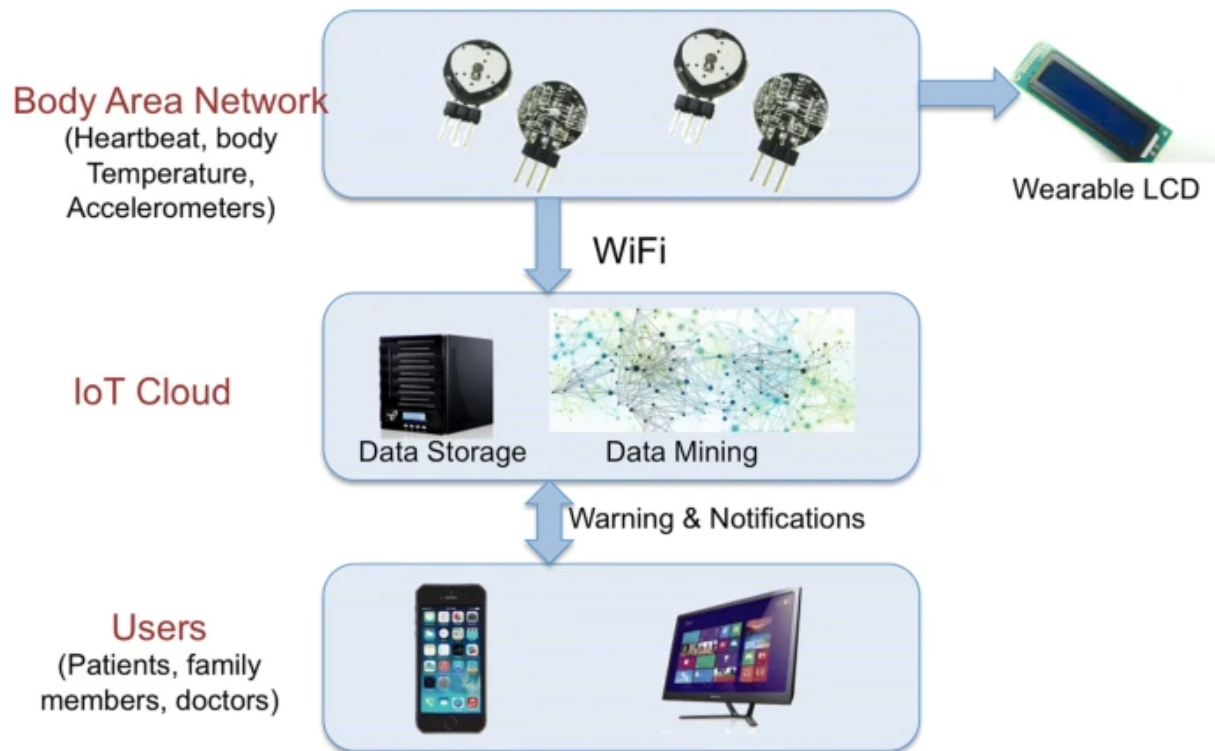 Body Area Network
(Heartbeat, body
Temperature,
Accelerometers)
Wearable LCD
WiFi
IoT Cloud
Data Storage
Data Mining
Warning & Notifications
Users
(Patients, family
members, doctors)